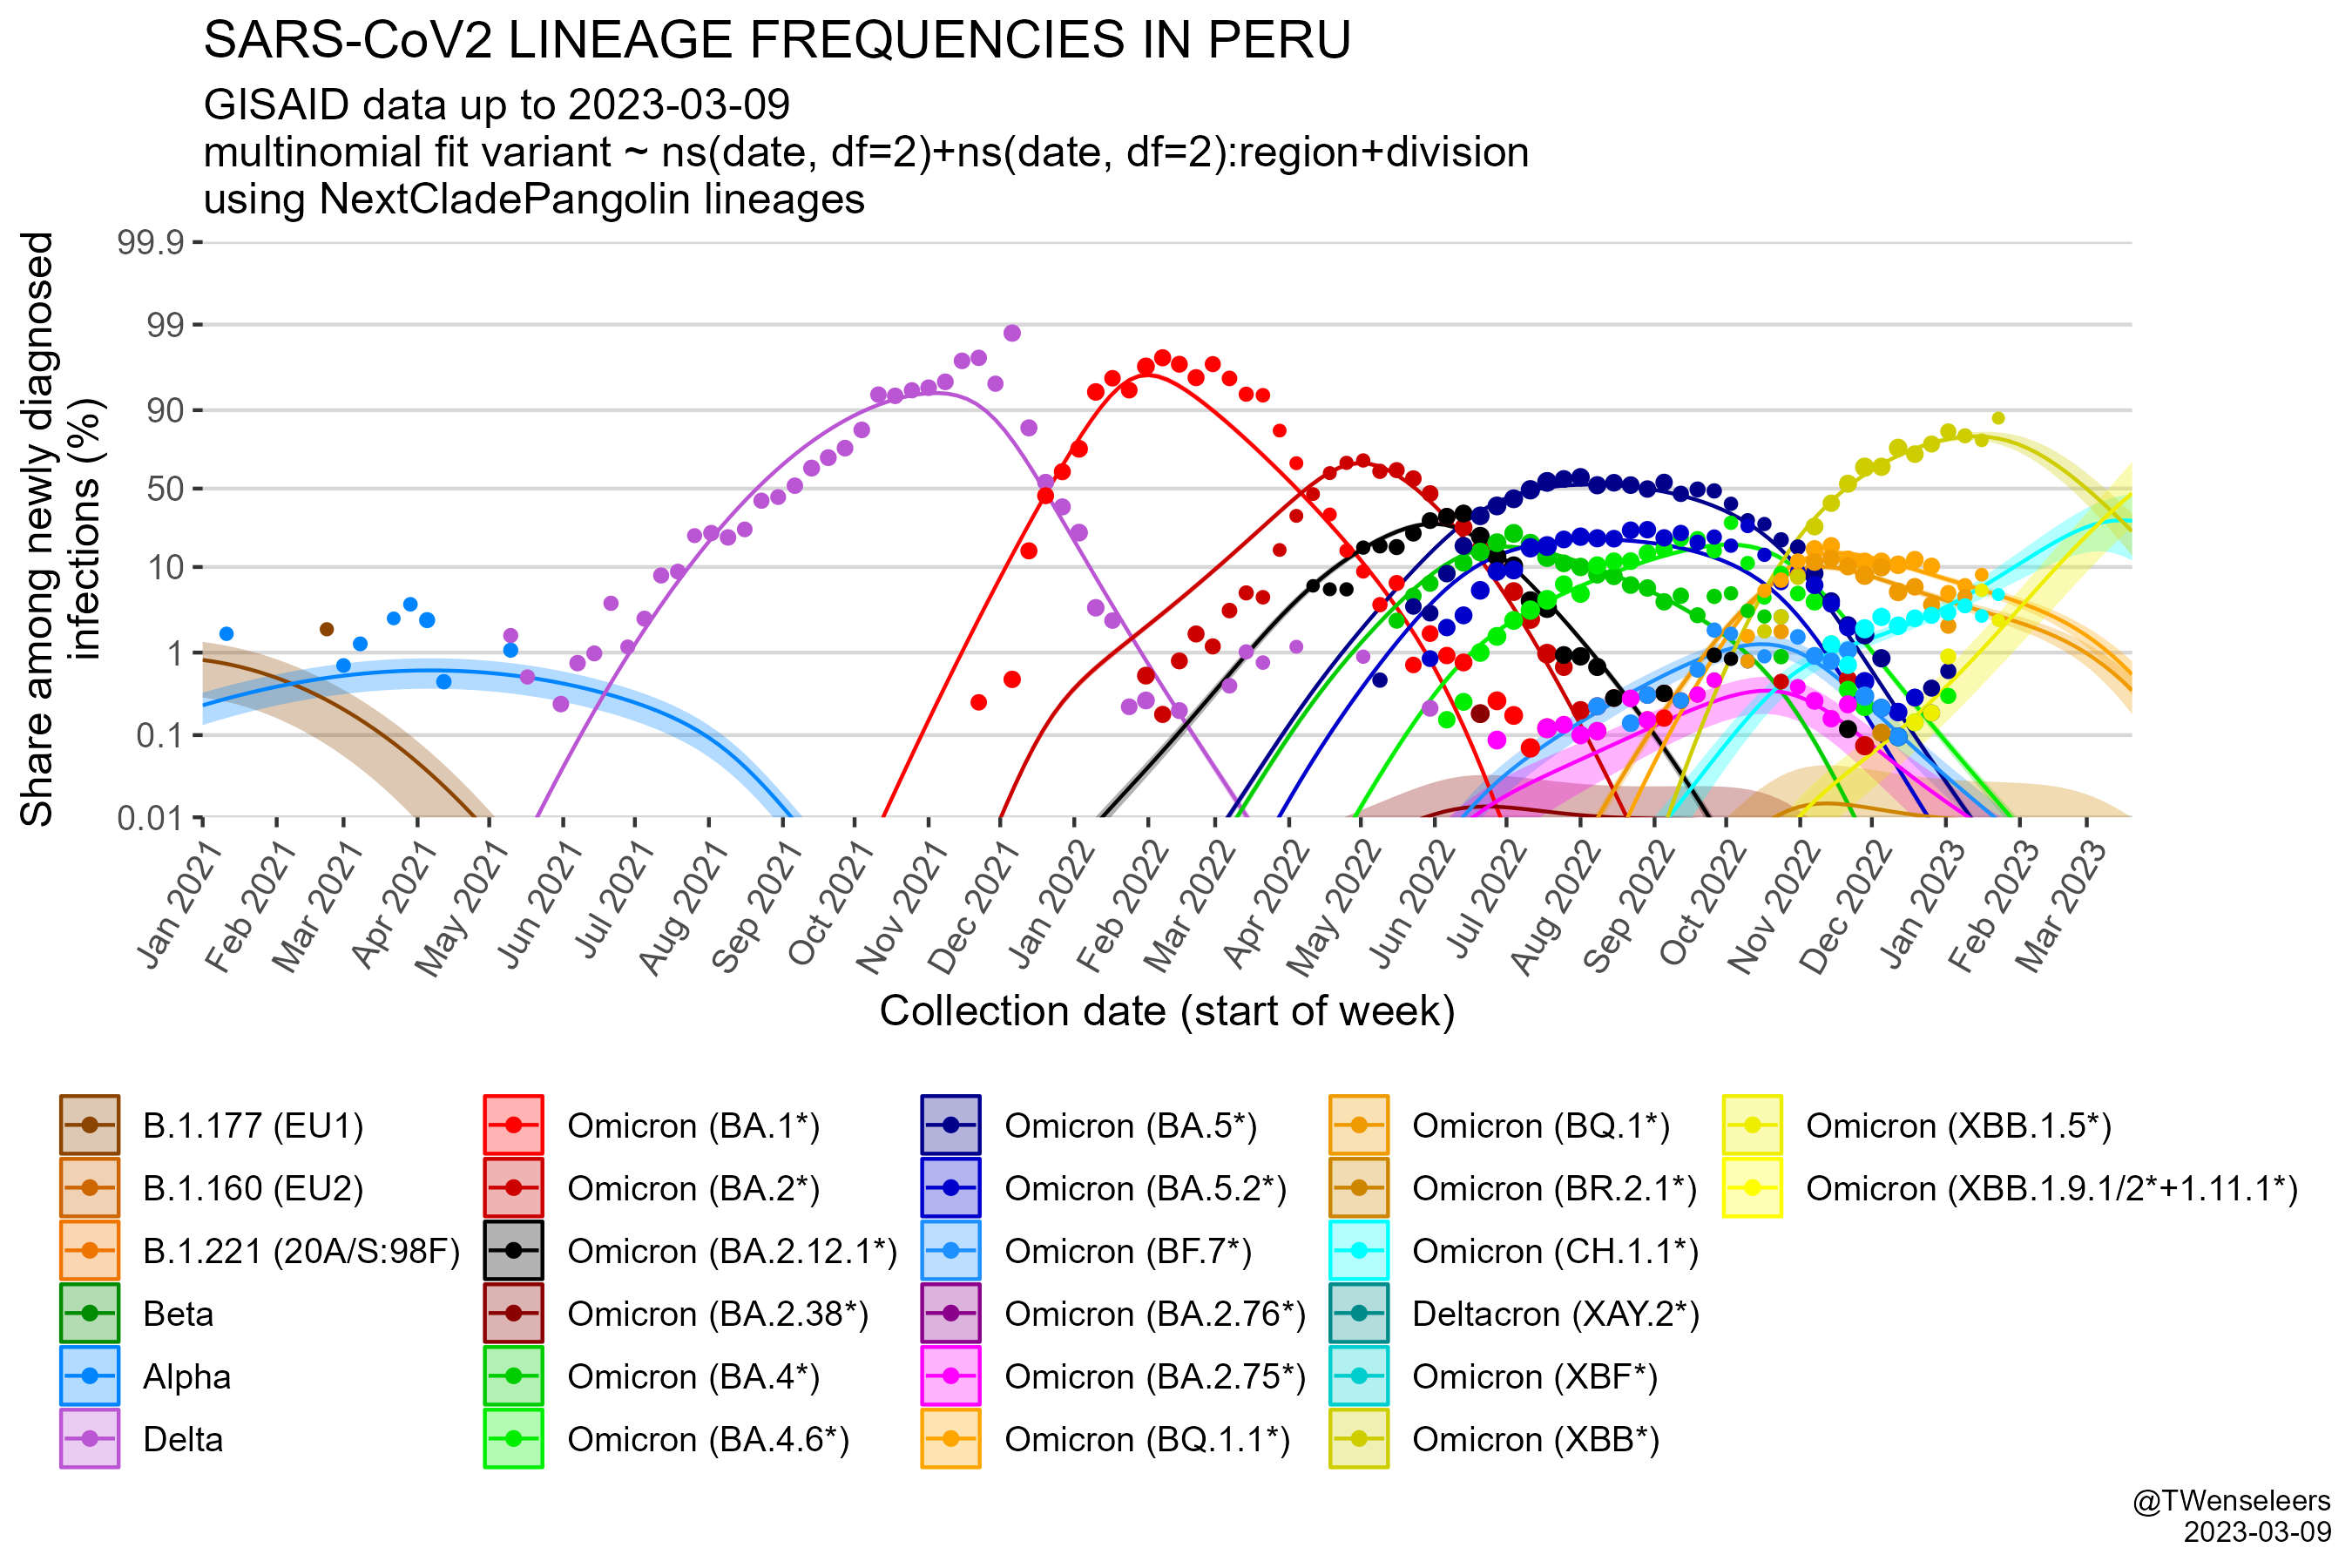 SARS-CoV2 LINEAGE FREQUENCIES IN PERU
GISAID data up to 2023-03-09
multinomial fit variant ~ ns(date, df=2)+ns(date, df=2):region+division
using NextCladePangolin lineages
Share among newly diagnosed
infections (%)
99.9
99
90
50
10
1
0.1
0.01
Jan 2021
Feb 2021
Mar 2021
Apr 2021
May 2021
Jun 2021
Jul 2021
Aug 2021
Sep 2021
Oct 2021
Nov 2021
Dec 2021
Jan 2022
Feb 2022
Mar 2022
Apr 2022
May 2022
Jun 2022
Jul 2022
Aug 2022
Sep 2022
Oct 2022
Nov 2022
Dec 2022
Jan 2023
Feb 2023
Mar 2023
Collection date (start of week)
B.1.177 (EU1)
B.1.160 (EU2)
B.1.221 (20A/S:98F)
Beta
Alpha
Delta
Omicron (BA.1*)
Omicron (BA.2*)
Omicron (BA.2.12.1*)
Omicron (BA.2.38*)
Omicron (BA.4*)
Omicron (BA.4.6*)
Omicron (BA.5*)
Omicron (BA.5.2*)
Omicron (BF.7*)
Omicron (BA.2.76*)
Omicron (BA.2.75*)
Omicron (BQ.1.1*)
Omicron (BQ.1*)
Omicron (BR.2.1*)
Omicron (CH.1.1*)
Deltacron (XAY.2*)
Omicron (XBF*)
Omicron (XBB*)
Omicron (XBB.1.5*)
Omicron (XBB.1.9.1/2*+1.11.1*)
@TWenseleers
2023-03-09